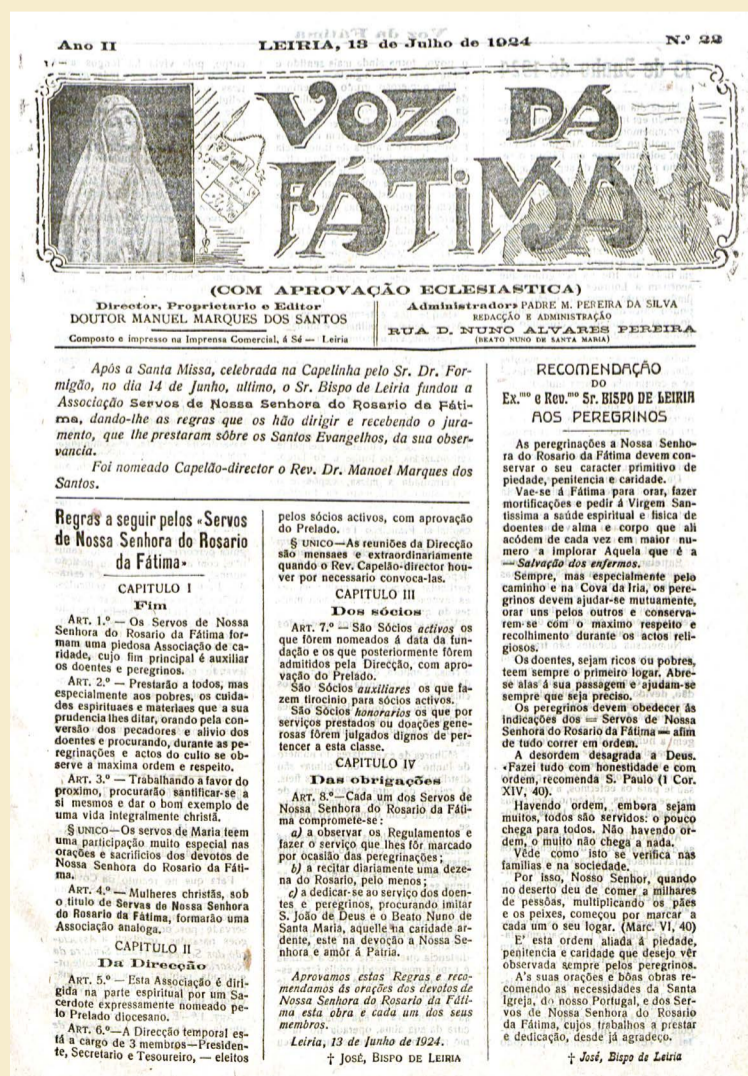 Ano II
LEIRIA, 13 de Julho de 1924
N.º 22
VOZ DA
FÁTIMA
(COM APROVAÇÃO ECLESIASTICA)
Director, Proprietario e Editor
DOUTOR MANUEL MARQUES DOS SANTOS
Composto e impresso na Imprensa Comercial, á Sé — Leiria
Administrador: PADRE M. PEREIRA DA SILVA
REDACÇÃO E ADMINISTRAÇÃO
RUA D. NUNO ALVARES PEREIRA
(BEATO NUNO DE SANTA MARIA)
Após a Santa Missa, celebrada na Capelinha pelo Sr. Dr. For-
migão, no dia 14 de Junho, ultimo, o Sr. Bispo de Leiria fundou a
Associação Servos de Nossa Senhora do Rosario da Fáti-
ma, dando-lhe as regras que os hão dirigir e recebendo o jura-
mento, que lhe prestaram sôbre os Santos Evangelhos, da sua obser-
vancia.
Foi nomeado Capelão-director o Rev. Dr. Manoel Marques dos
Santos.
Regras a seguir pelos «Servos
de Nossa Senhora do Rosario
da Fátima»
CAPITULO I
Fim
ART. 1.º — Os Servos de Nossa
Senhora do Rosario da Fátima for-
mam uma piedosa Associação de ca-
ridade, cujo fim principal é auxiliar
os doentes e peregrinos.
ART. 2.º — Prestarão a todos, mas
especialmente aos pobres, os cuida-
des espirituaes e materiaes que a sua
prudencia lhes ditar, orando pela con-
versão dos pecadores e alivio dos
doentes e procurando, durante as pe-
regrinações e actos do culto se ob-
serve a maxima ordem e respeito.
ART. 3.º — Trabalhando a favor do
proximo, procurarão santificar-se a
si mesmos e dar o bom exemplo de
uma vida integralmente christã.
§ UNICO—Os servos de Maria teem
uma participação muito especial nas
orações e sacrificios dos devotos de
Nossa Senhora do Rosario da Fáti-
ma.
ART. 4.º — Mulheres christãs, sob
o titulo de Servas de Nossa Senhora
do Rosario da Fátima, formarão uma
Associação analoga.
CAPITULO II
Da Direcção
ART. 5.º — Esta Associação é diri-
gida na parte espiritual por um Sa-
cerdote expressamente nomeado pe-
lo Prelado diocesano.
ART. 6.º—A Direcção temporal es-
tá a cargo de 3 membros—Presiden-
te, Secretario e Tesoureiro, — eleitos
pelos sócios activos, com aprovação
do Prelado.
§ UNICO—As reuniões da Direcção
são mensaes e extraordinariamente
quando o Rev. Capelão-director hou-
ver por necessario convoca-las.
CAPITULO III
Dos sócios
ART. 7.º — São Sócios activos os
que fôrem nomeados á data da fun-
dação e os que posteriormente fôrem
admitidos pela Direcção, com apro-
vação do Prelado.
São Sócios auxiliares os que fa-
zem tirocinio para sócios activos.
São Sócios honorarios os que por
serviços prestados ou doações gene-
rosas fôrem julgados dignos de per-
tencer a esta classe.
CAPITULO IV
Das obrigações
ART. 8.º—Cada um dos Servos de
Nossa Senhora do Rosario da Fáti-
ma compromete-se:
a) a observar os Regulamentos e
fazer o serviço que lhes fôr marcado
por ocasião das peregrinações;
b) a recitar diariamente uma deze-
na do Rosario, pelo menos;
c) a dedicar-se ao serviço dos doen-
tes e peregrinos, procurando imitar
S. João de Deus e o Beato Nuno de
Santa Maria, aquelle na caridade ar-
dente, este na devoção a Nossa Se-
nhora e amôr á Patria.
Aprovamos estas Regras e reco-
mendamos ás orações dos devotos de
Nossa Senhora do Rosario da Fáti-
ma esta obra e cada um dos seus
membros.
Leiria, 13 de Junho de 1924.
† JOSÉ, BISPO DE LEIRIA
RECOMENDAÇÃO
DO
Ex.mo e Rev.mo Sr. BISPO DE LEIRIA
AOS PEREGRINOS
As peregrinações a Nossa Senho-
ra do Rosario da Fátima devem con-
servar o seu caracter primitivo de
piedade, penitencia e caridade.
Vae-se á Fátima para orar, fazer
mortificações e pedir á Virgem San-
tissima a saúde espiritual e fisica de
doentes de alma e corpo que ali
acódem de cada vez em maior nu-
mero a implorar Aquela que é a
— Salvação dos enfermos.
Sempre, mas especialmente pelo
caminho e na Cova da Iria, os pere-
grinos devem ajudar-se mutuamente,
orar uns pelos outros e conserva-
rem-se com o maximo respeito e
recolhimento durante os actos reli-
giosos.
Os doentes, sejam ricos ou pobres,
teem sempre o primeiro logar. Abre-
se alas á sua passagem e ajudam-se
sempre que seja preciso.
Os peregrinos devem obedecer ás
indicações dos — Servos de Nossa
Senhora do Rosario da Fátima — afim
de tudo correr em ordem.
A desordem desagrada a Deus.
«Fazei tudo com honestidade e com
ordem, recomenda S. Paulo (1 Cor.
XIV, 40).
Havendo ordem, embora sejam
muitos, todos são servidos: o pouco
chega para todos. Não havendo or-
dem, o muito não chega a nada.
Vêde como isto se verifica nas
familias e na sociedade.
Por isso, Nosso Senhor, quando
no deserto deu de comer a milhares
de pessôas, multiplicando os pães
e os peixes, começou por marcar a
cada um o seu logar. (Marc. VI, 40)
E' esta ordem aliada á piedade,
penitencia e caridade que desejo vêr
observada sempre pelos peregrinos.
A's suas orações e bôas obras re-
comendo as necessidades da Santa
Igreja, do nosso Portugal, e dos Ser-
vos de Nossa Senhora do Rosario
da Fátima, cujos trabalhos a prestar
e dedicação, desde já agradeço.
† José, Bispo de Leiria